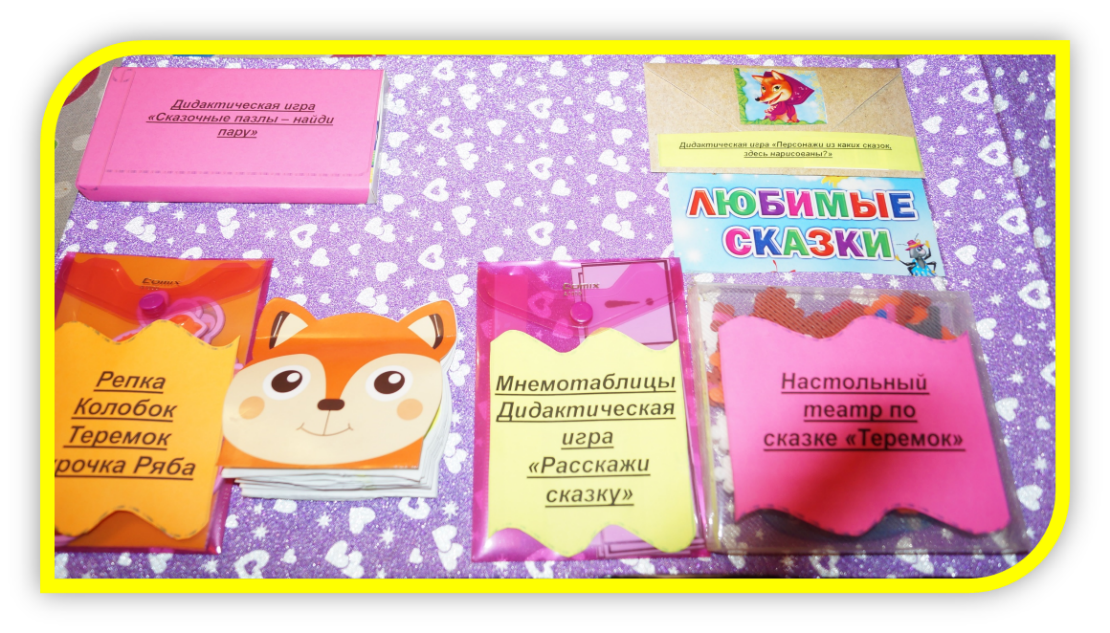 Дидактическая игра
«Сказочные пазлы – найди
пару»
Дидактическая игра «Персонажи из каких сказок,
здесь нарисованы?»
ЛЮБИМЫЕ
СКАЗКИ
Репка
Колобок
Теремок
урочка Ряба
Мнемотаблицы
Дидактическая
игра
«Расскажи
сказку»
Настольный
театр по
сказке «Теремок»